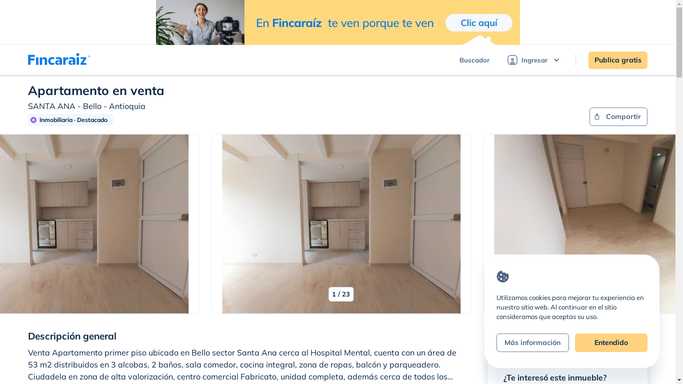 En Fincaraíz te ven porque te ven
Clic aquí
Fincaraiz
Buscador
Ingresar
Publica gratis
Apartamento en venta
SANTA ANA - Bello - Antioquia
Inmobiliaria - Destacado
Compartir
1 / 23
Descripción general
Venta Apartamento primer piso ubicado en Bello sector Santa Ana cerca al Hospital Mental, cuenta con un área de
53 m2 distribuidos en 3 alcobas, 2 baños, sala comedor, cocina integral, zona de ropas, balcón y parqueadero.
Ciudadela en zona de alta valorización, centro comercial Fabricato, unidad completa, además cerca de todos los...
Utilizamos cookies para mejorar tu experiencia en
nuestro sitio web. Al continuar en el sitio
consideramos que aceptas su uso.
Más información
Entendido
¿Te interesó este inmueble?